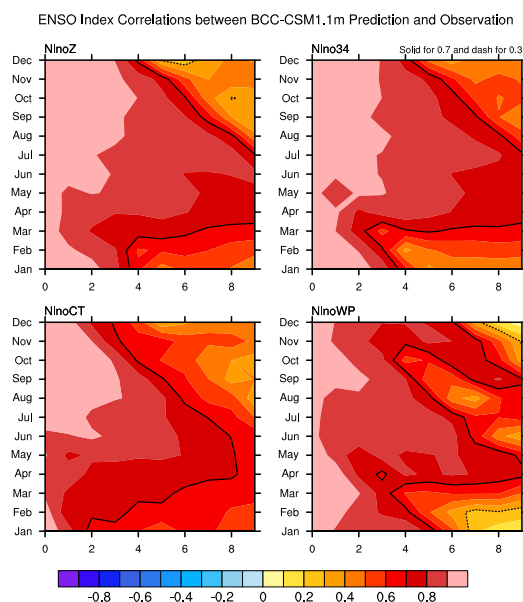 ENSO Index Correlations between BCC-CSM1.1m Prediction and Observation
NinoZ
Nino34
Solid for 0.7 and dash for 0.3
Dec
Nov
Oct
Sep
Aug
Jul
Jun
May
Apr
Mar
Feb
Jan
0 2 4 6 8
Dec
Nov
Oct
Sep
Aug
Jul
Jun
May
Apr
Mar
Feb
Jan
0 2 4 6 8
NinoCT
NinoWP
Dec
Nov
Oct
Sep
Aug
Jul
Jun
May
Apr
Mar
Feb
Jan
0 2 4 6 8
Dec
Nov
Oct
Sep
Aug
Jul
Jun
May
Apr
Mar
Feb
Jan
0 2 4 6 8
-0.8 -0.6 -0.4 -0.2 0 0.2 0.4 0.6 0.8